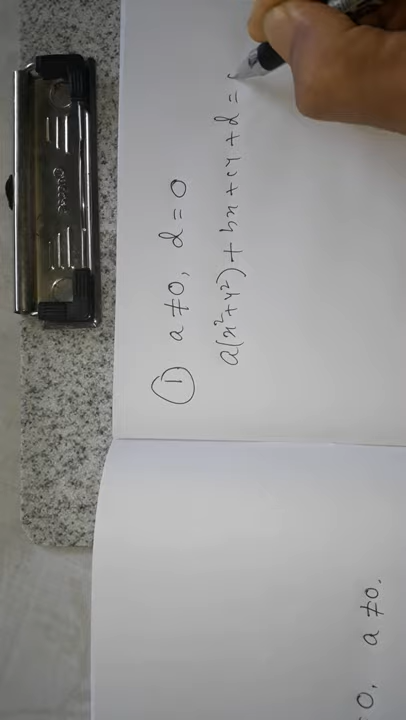 ① a ≠ 0, d = 0
a(x²+y²) + bx + cy + d =
0, a ≠ 0.